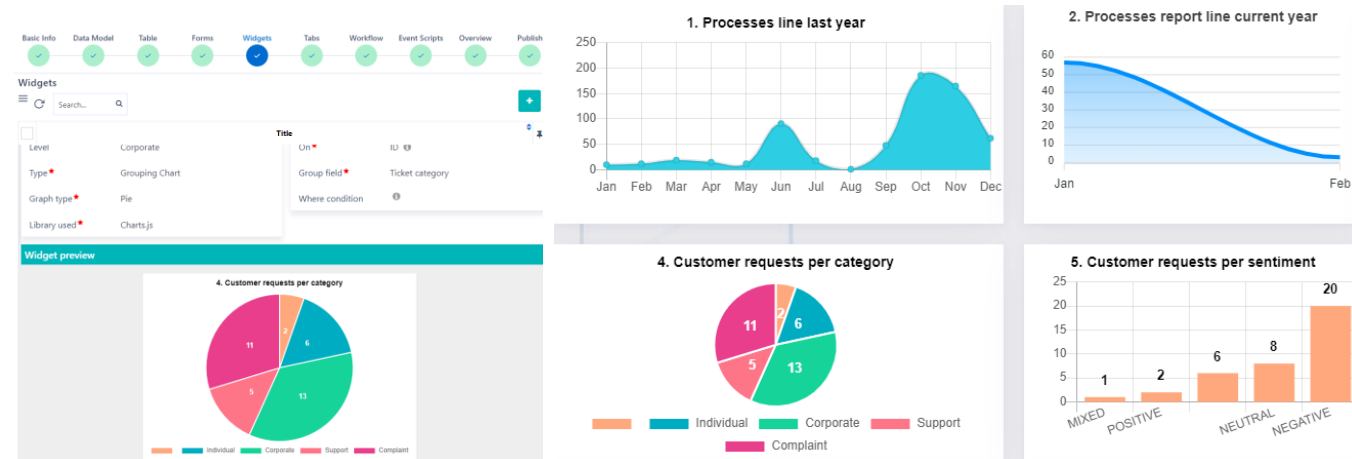 Basic Info Data Model Table Forms Widgets Tabs Workflow Event Scripts Overview Publish
Widgets
Search...
+
Title
Level Corporate
On * ID
Type * Grouping Chart
Group field * Ticket category
Graph type * Pie
Where condition
Library used * Charts.js
Widget preview
4. Customer requests per category
2
6
13
5
11
Individual Corporate Support Complaint
1. Processes line last year
250
200
150
100
50
0
Jan Feb Mar Apr May Jun Jul Aug Sep Oct Nov Dec
2. Processes report line current year
60
50
40
30
20
10
0
Jan Feb
4. Customer requests per category
2
6
13
5
11
Individual Corporate Support
Complaint
5. Customer requests per sentiment
25
20
15
10
5
0
1 2 6 8 20
MIXED POSITIVE NEUTRAL NEGATIVE